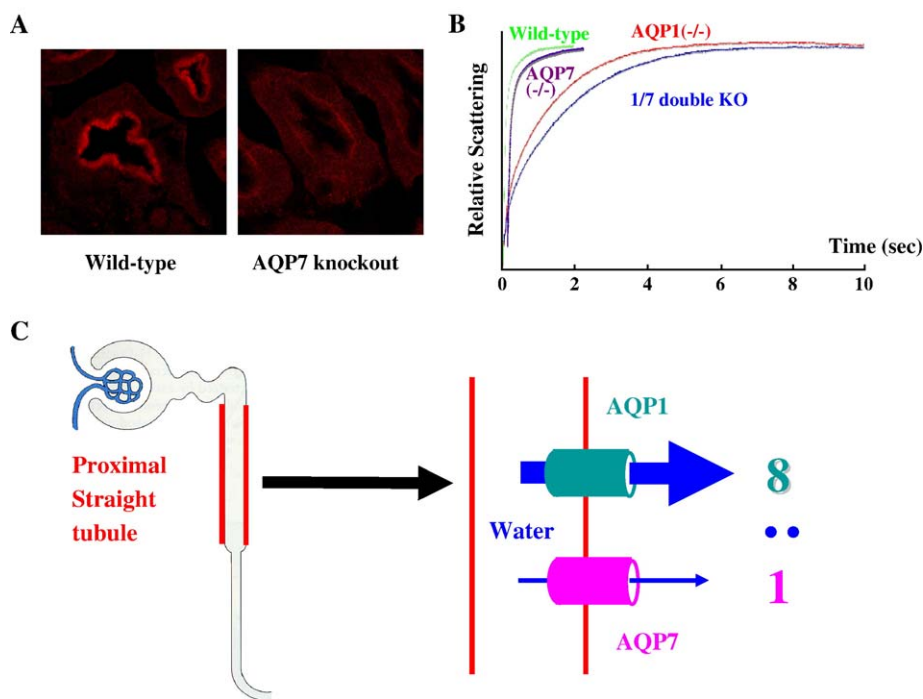 A
Wild-type
AQP7 knockout
B
Wild-type
AQP1(-/-)
AQP7
(-/-)
1/7 double KO
Relative Scattering
Time (sec)
0
2
4
6
8
10
C
Proximal
Straight
tubule
AQP1
8
Water
:
1
AQP7